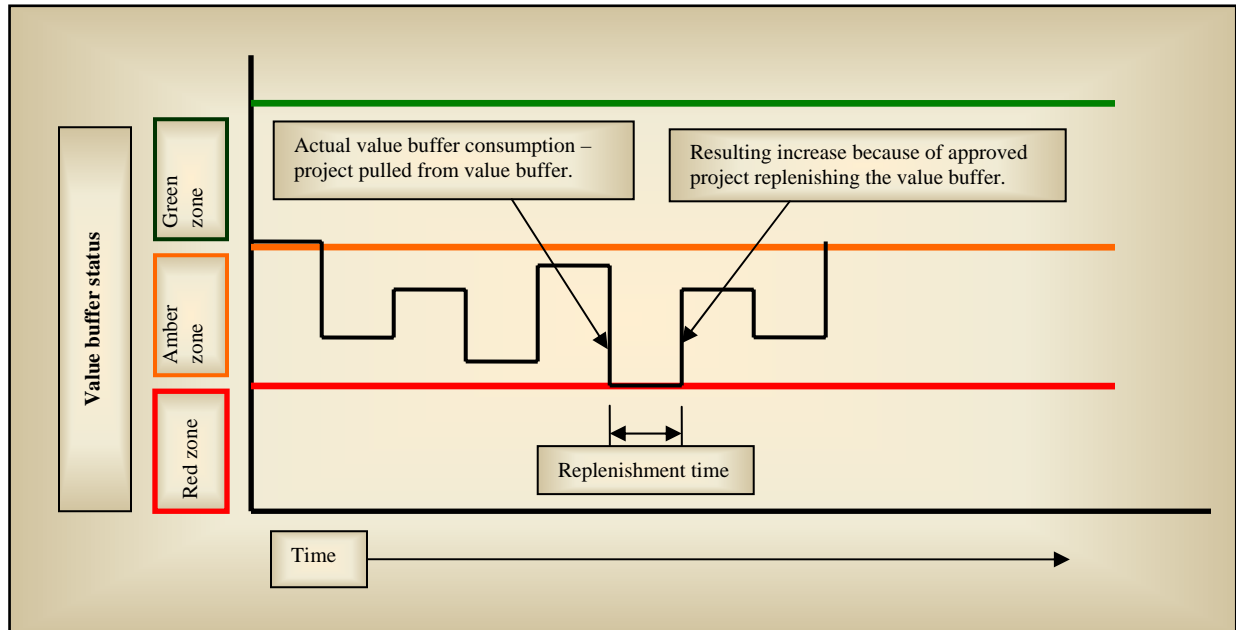 Value buffer status
Green
zone
Amber
zone
Red zone
Actual value buffer consumption –
project pulled from value buffer.
Resulting increase because of approved
project replenishing the value buffer.
Replenishment time
Time